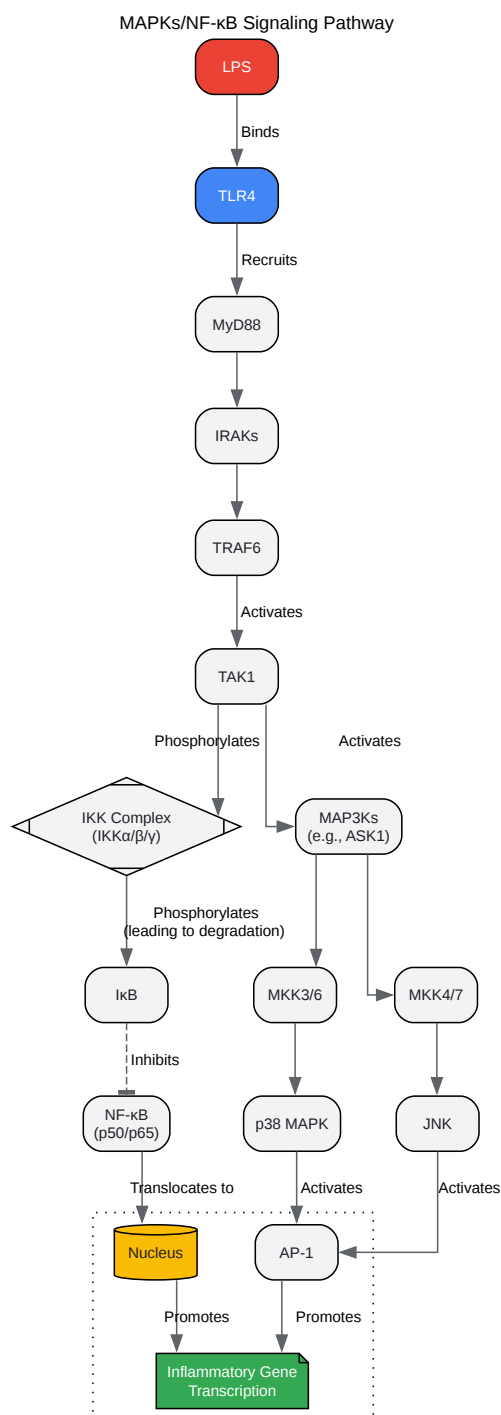 MAPKs/NF-κB Signaling Pathway
LPS
Binds
TLR4
Recruits
MyD88
IRAKs
TRAF6
Activates
TAK1
Phosphorylates
Activates
IKK Complex
(IKKα/β/γ)
MAP3Ks
(e.g., ASK1)
Phosphorylates
(leading to degradation)
IκB
MKK3/6
MKK4/7
Inhibits
NF-κB
(p50/p65)
p38 MAPK
JNK
Translocates to
Activates
Activates
Nucleus
AP-1
Promotes
Promotes
Inflammatory Gene
Transcription